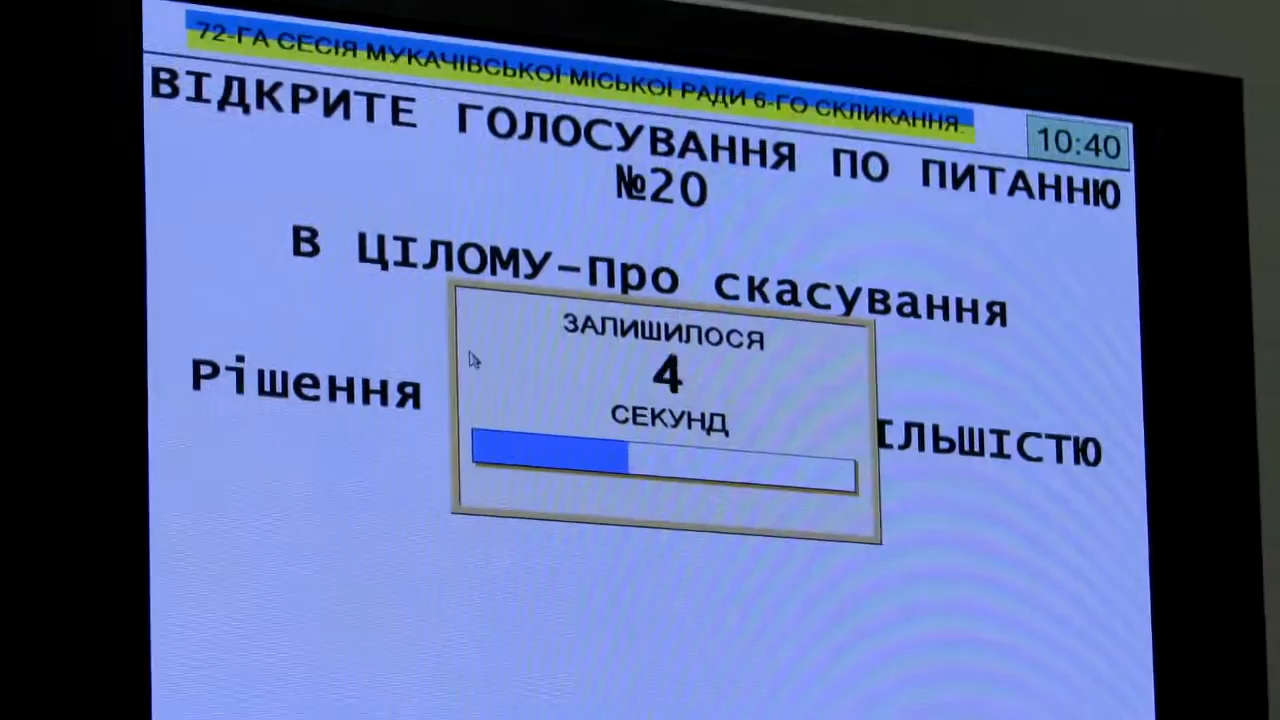 72-ГА СЕСІЯ МУКАЧІВСЬКОЇ МІСЬКОЇ РАДИ 6-ГО СКЛИКАННЯ.
10:40
ВІДКРИТЕ ГОЛОСУВАННЯ ПО ПИТАННЮ
№20
В ЦІЛОМУ-Про скасування
ЗАЛИШИЛОСЯ
4
СЕКУНД
Рішення ІЛЬШІСТЮ